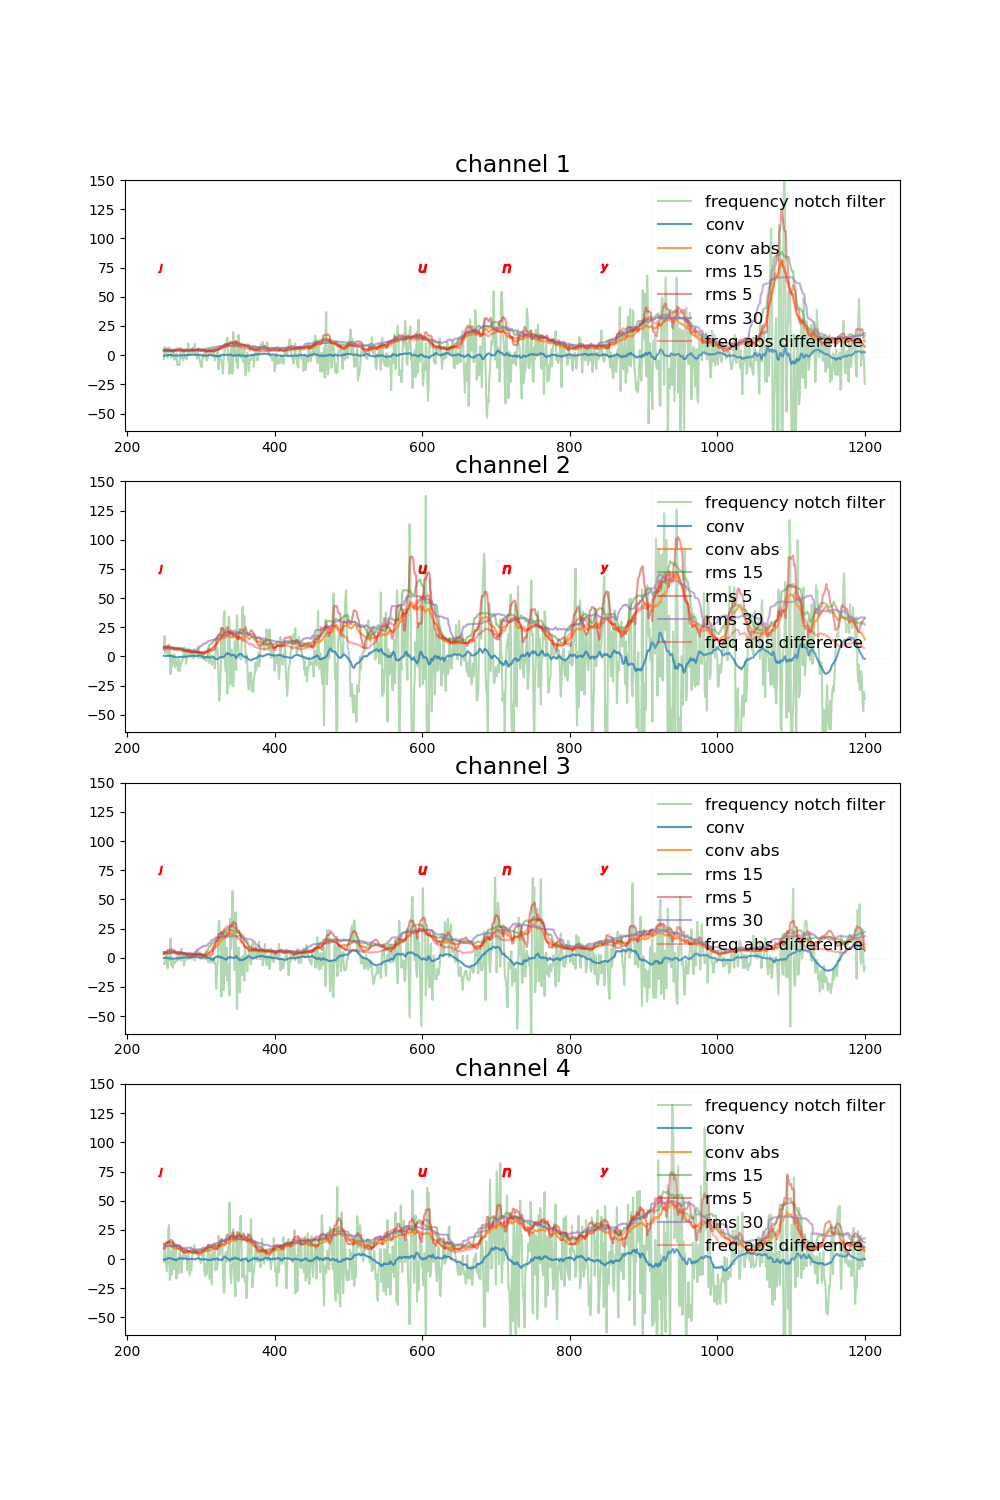 channel 1
150
125
100
75
50
25
0
−25
−50
J u n y
frequency notch filter
conv
conv abs
rms 15
rms 5
rms 30
freq abs difference
200 400 600 800 1000 1200
channel 2
150
125
100
75
50
25
0
−25
−50
J u n y
frequency notch filter
conv
conv abs
rms 15
rms 5
rms 30
freq abs difference
200 400 600 800 1000 1200
channel 3
150
125
100
75
50
25
0
−25
−50
J u n y
frequency notch filter
conv
conv abs
rms 15
rms 5
rms 30
freq abs difference
200 400 600 800 1000 1200
channel 4
150
125
100
75
50
25
0
−25
−50
J u n y
frequency notch filter
conv
conv abs
rms 15
rms 5
rms 30
freq abs difference
200 400 600 800 1000 1200